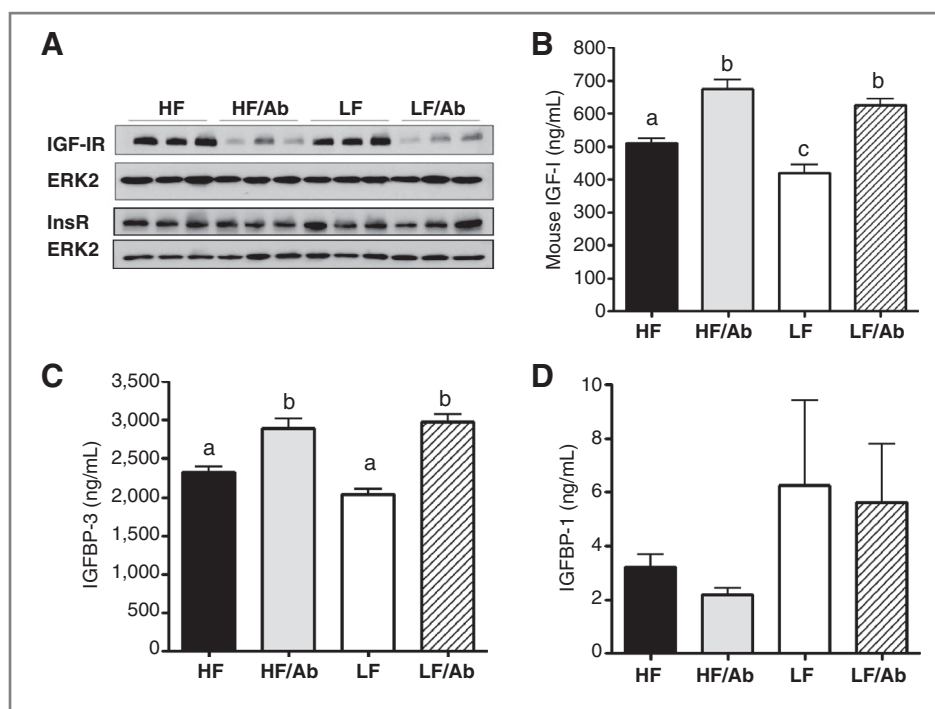 A
HF HF/Ab LF LF/Ab
IGF-IR
ERK2
InsR
ERK2
B
Mouse IGF-I (ng/mL)
800
700
600
500
400
300
200
100
0
a
b
c
b
HF HF/Ab LF LF/Ab
C
IGFBP-3 (ng/mL)
3,500
3,000
2,500
2,000
1,500
1,000
500
0
a
b
a
b
HF HF/Ab LF LF/Ab
D
IGFBP-1 (ng/mL)
10
8
6
4
2
0
HF HF/Ab LF LF/Ab